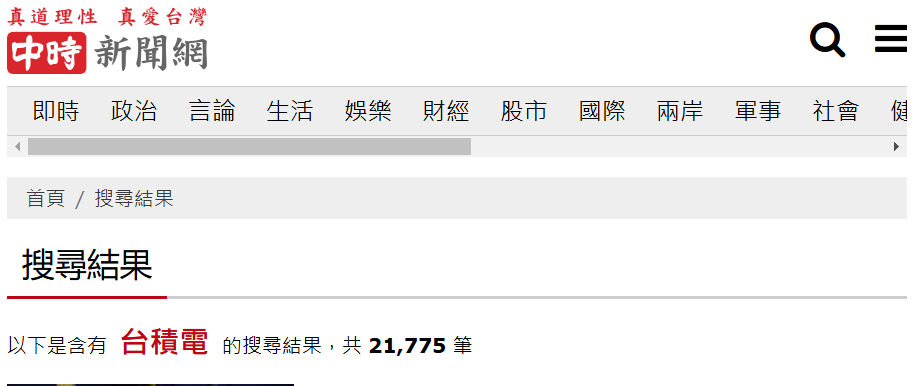 真道理性 真愛台灣
中時 新聞網
即時 政治 言論 生活 娛樂 財經 股市 國際 兩岸 軍事 社會
首頁 / 搜尋結果
搜尋結果
以下是含有 台積電 的搜尋結果，共 21,775 筆